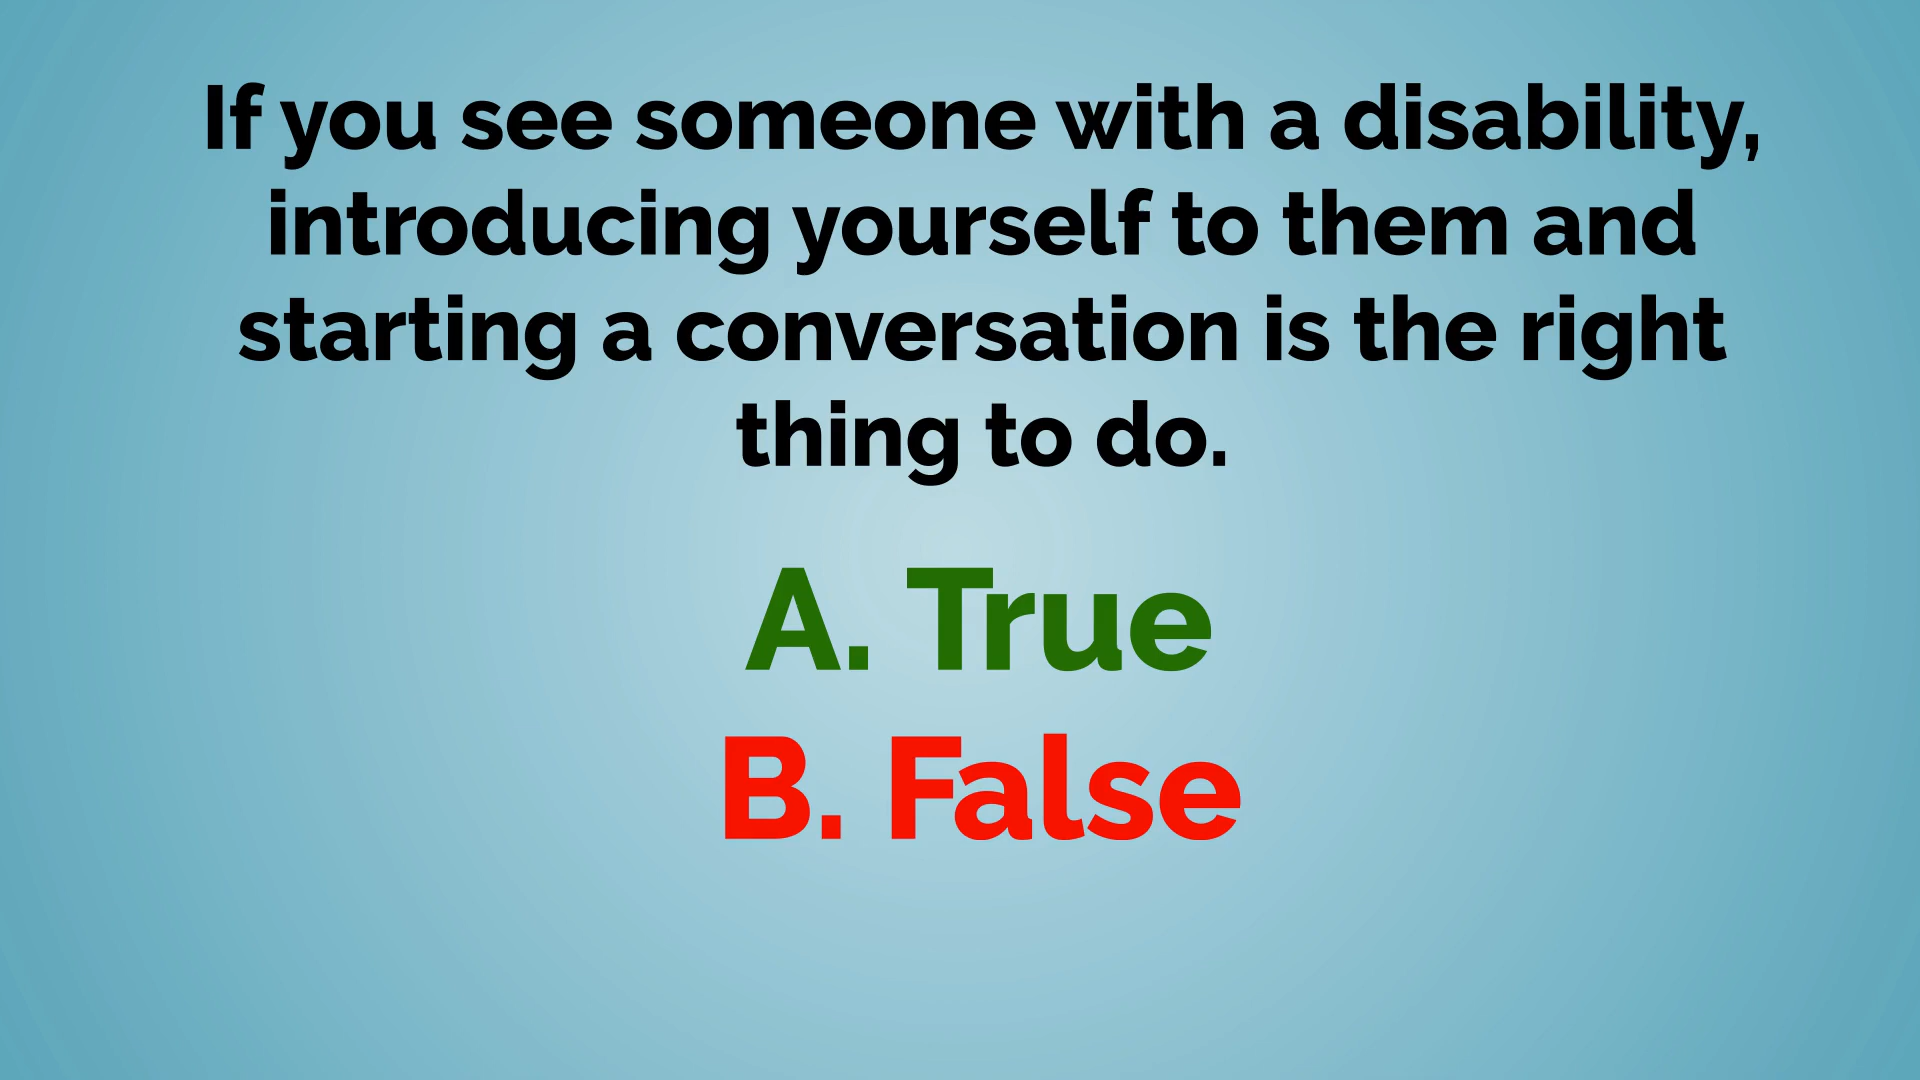 If you see someone with a disability,
introducing yourself to them and
starting a conversation is the right
thing to do.
A. True
B. False